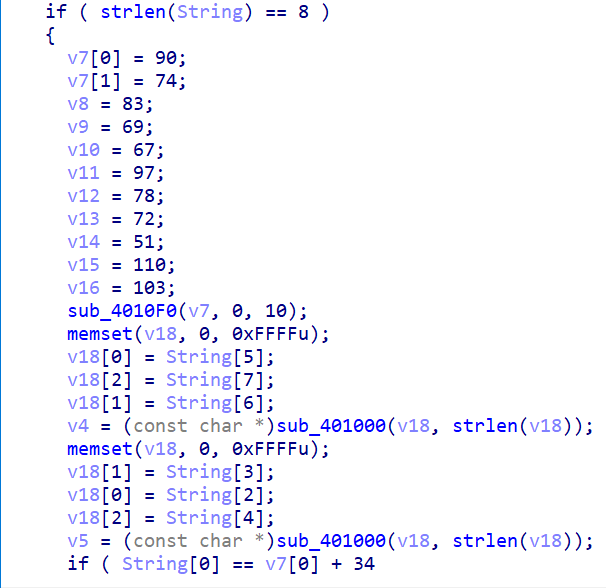 if ( strlen(String) == 8 )
{
v7[0] = 90;
v7[1] = 74;
v8 = 83;
v9 = 69;
v10 = 67;
v11 = 97;
v12 = 78;
v13 = 72;
v14 = 51;
v15 = 110;
v16 = 103;
sub_4010F0(v7, 0, 10);
memset(v18, 0, 0xFFFFu);
v18[0] = String[5];
v18[2] = String[7];
v18[1] = String[6];
v4 = (const char *)sub_401000(v18, strlen(v18));
memset(v18, 0, 0xFFFFu);
v18[1] = String[3];
v18[0] = String[2];
v18[2] = String[4];
v5 = (const char *)sub_401000(v18, strlen(v18));
if ( String[0] == v7[0] + 34